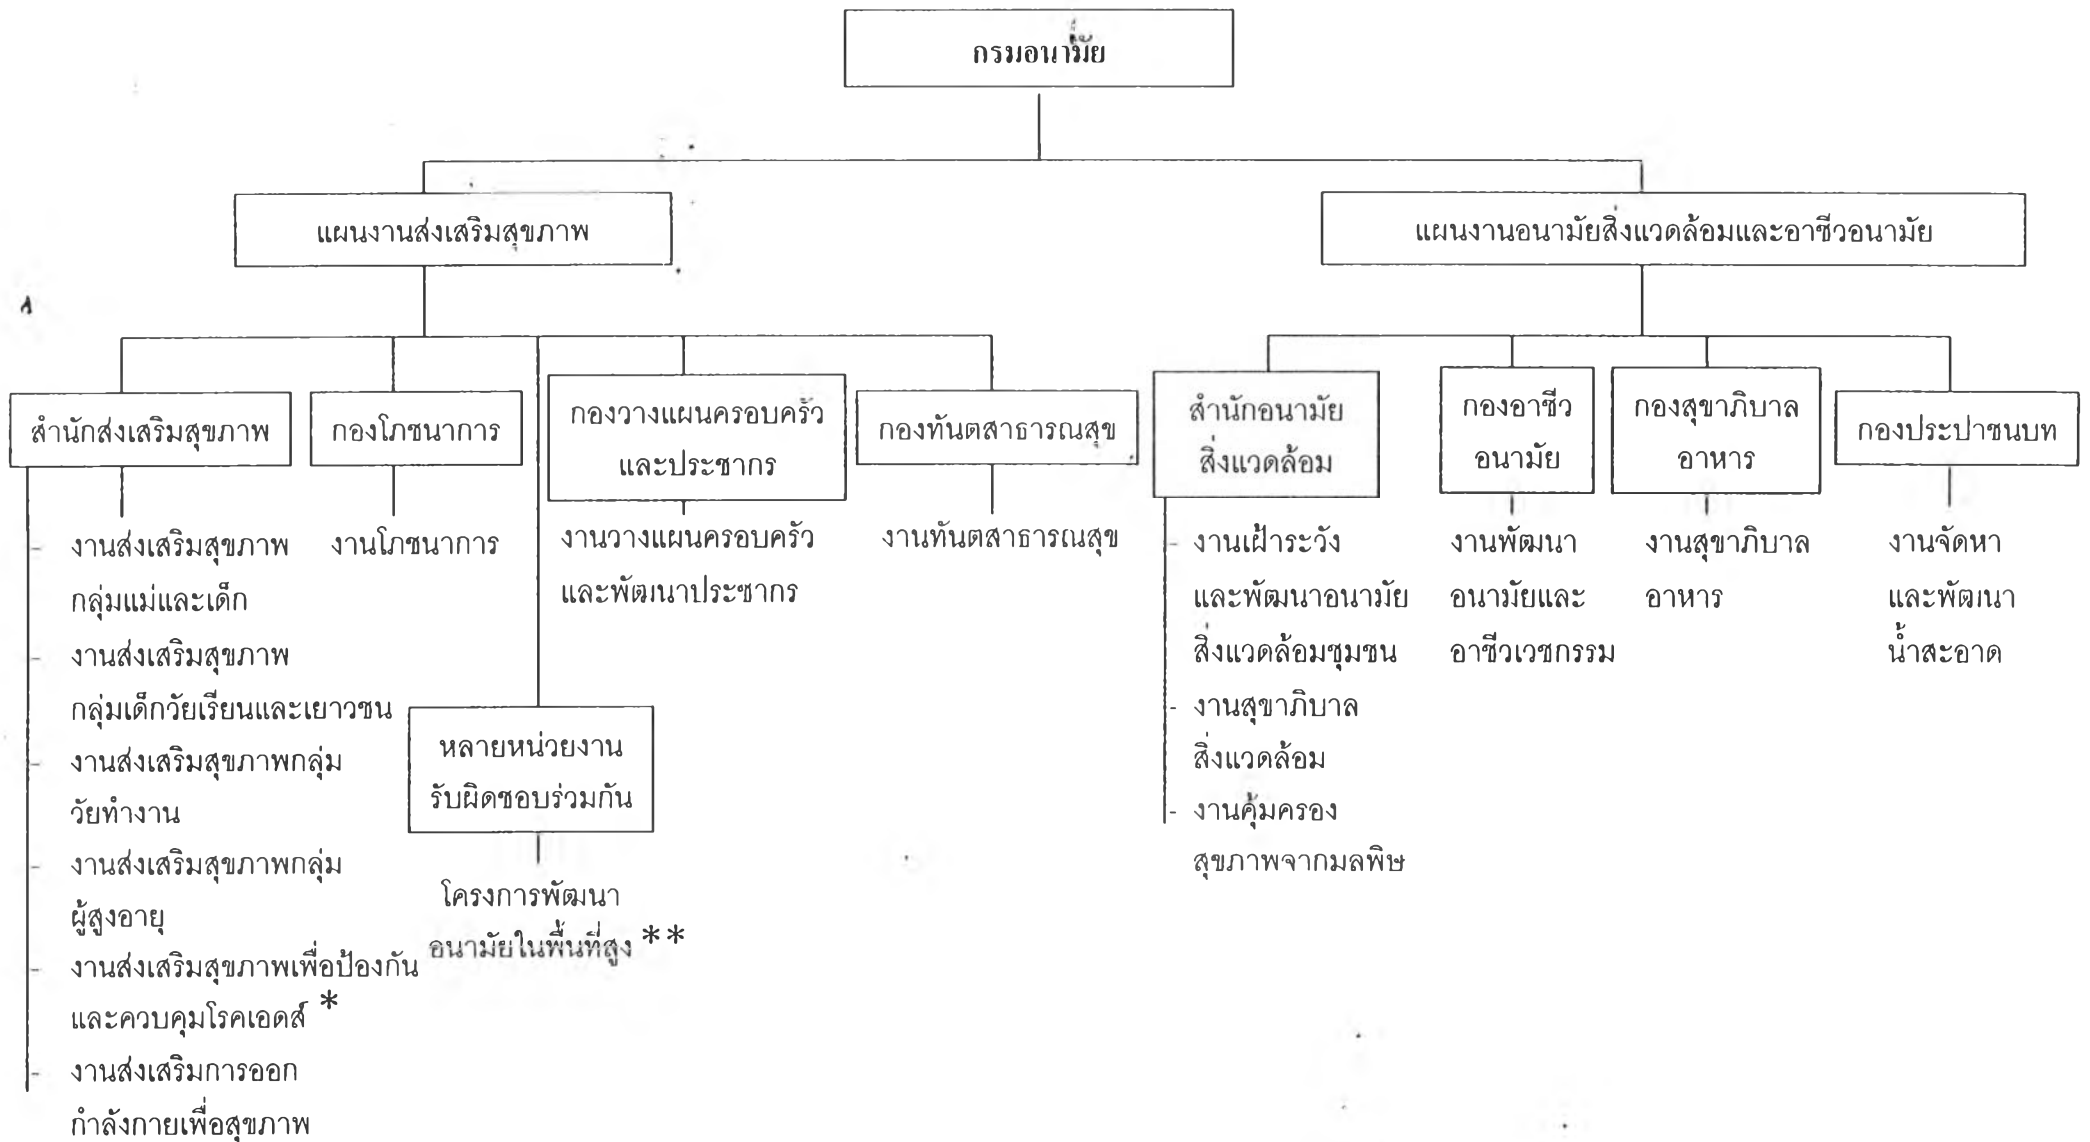 กรมอนามัย
แผนงานส่งเสริมสุขภาพ
แผนงานอนามัยสิ่งแวดล้อมและอาชีวอนามัย
สำนักส่งเสริมสุขภาพ
กองโภชนาการ
กองวางแผนครอบครัว
และประชากร
กองทันตสาธารณสุข
สำนักอนามัย
สิ่งแวดล้อม
กองอาชีว
อนามัย
กองสุขาภิบาล
อาหาร
กองประปาชนบท
- งานส่งเสริมสุขภาพ
กลุ่มแม่และเด็ก
- งานส่งเสริมสุขภาพ
กลุ่มเด็กวัยเรียนและเยาวชน
- งานส่งเสริมสุขภาพกลุ่ม
วัยทำงาน
- งานส่งเสริมสุขภาพกลุ่ม
ผู้สูงอายุ
- งานส่งเสริมสุขภาพเพื่อป้องกัน
และควบคุมโรคเอดส์ *
- งานส่งเสริมการออก
กำลังกายเพื่อสุขภาพ
งานโภชนาการ
หลายหน่วยงาน
รับผิดชอบร่วมกัน
โครงการพัฒนา
อนามัยในพื้นที่สูง **
งานวางแผนครอบครัว
และพัฒนาประชากร
งานทันตสาธารณสุข
- งานเฝ้าระวัง
และพัฒนาอนามัย
สิ่งแวดล้อมชุมชน
- งานสุขาภิบาล
สิ่งแวดล้อม
- งานคุ้มครอง
สุขภาพจากมลพิษ
งานพัฒนา
อนามัยและ
อาชีวเวชกรรม
งานสุขาภิบาล
อาหาร
งานจัดหา
และพัฒนา
น้ำสะอาด